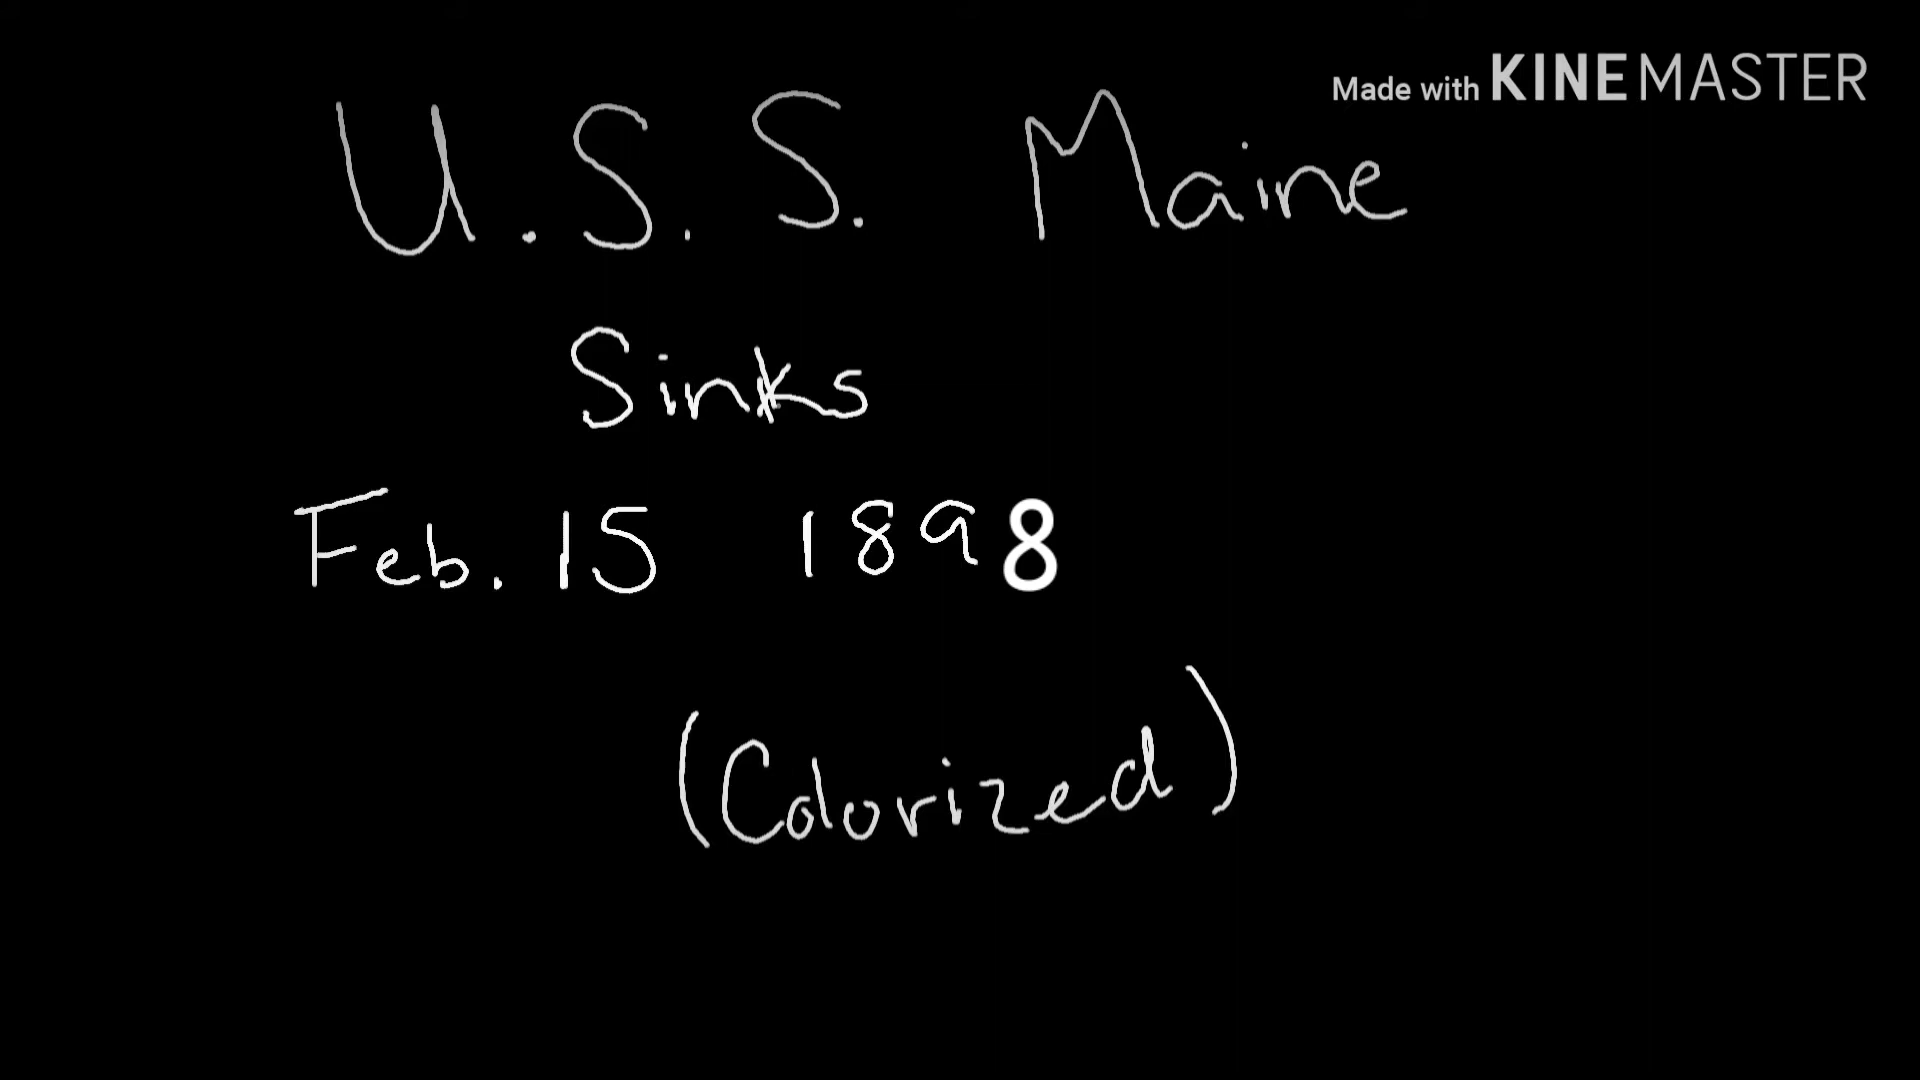 Made with KINEMASTER
U.S.S. Maine
Sinks
Feb. 15 1898
(Colorized)